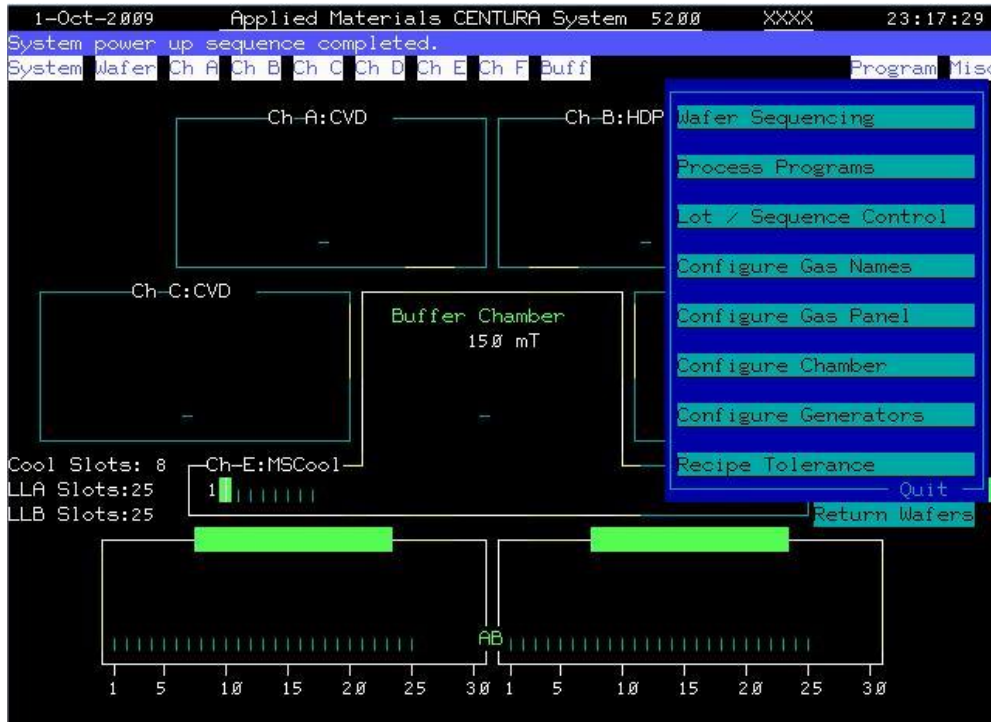 1-Oct-2009 Applied Materials CENTURA System 5200 XXXX 23:17:29
System power up sequence completed.
System Wafer Ch A Ch B Ch C Ch D Ch E Ch F Buff Program Misc
Ch-A:CVD Ch-B:HDP
Wafer Sequencing
Process Programs
Lot / Sequence Control
Configure Gas Names
Ch-C:CVD
Buffer Chamber
150 mT
Configure Gas Panel
Configure Chamber
Configure Generators
Recipe Tolerance
Quit
Return Wafers
Cool Slots: 8 Ch-E:MSCool
LLA Slots:25 1
LLB Slots:25
AB
1 5 10 15 20 25 30 1 5 10 15 20 25 30